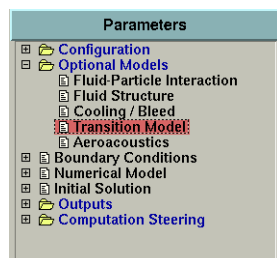 Parameters
Configuration
Optional Models
Fluid-Particle Interaction
Fluid Structure
Cooling / Bleed
Transition Model
Aeroacoustics
Boundary Conditions
Numerical Model
Initial Solution
Outputs
Computation Steering